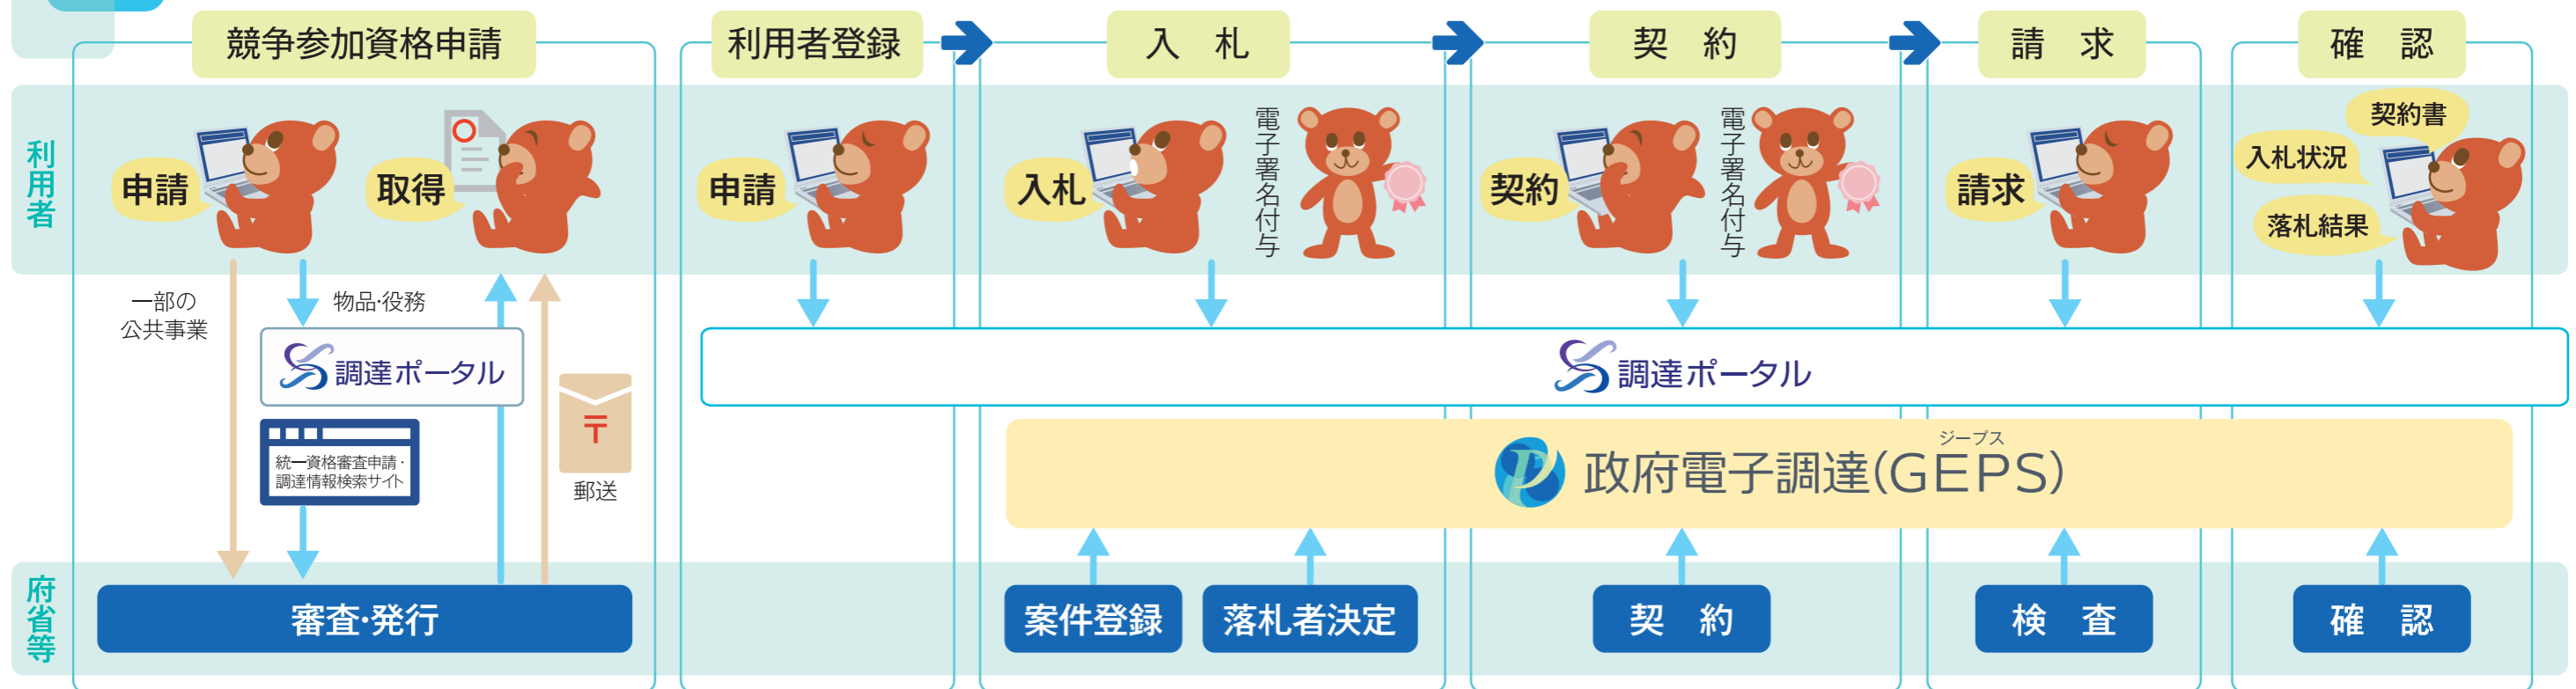 競争参加資格申請
利用者登録
入 札
契 約
請 求
確 認
利用者
申請
取得
申請
入札
電子署名付与
契約
電子署名付与
請求
契約書
入札状況
落札結果
一部の
公共事業
物品・役務
調達ポータル
調達ポータル
統一資格審査申請・
調達情報検索サイト
〒
郵送
ジープス
政府電子調達(GEPS)
府省等
審査・発行
案件登録
落札者決定
契 約
検 査
確 認